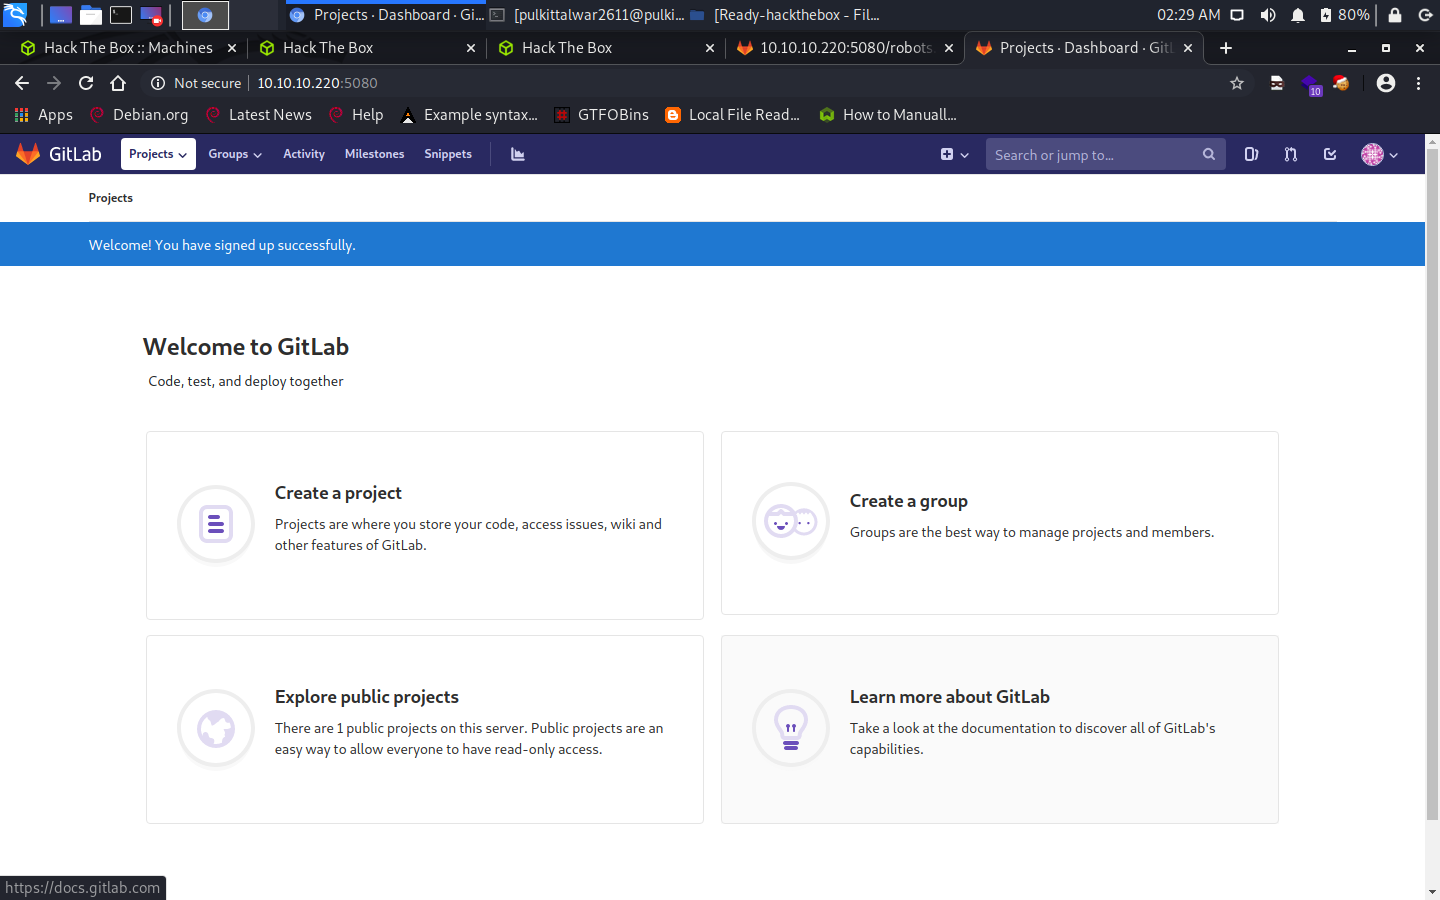 Projects · Dashboard · Gi... [pulkittalwar2611@pulki... [Ready-hackthebox - Fil... 02:29 AM 80%
Hack The Box :: Machines Hack The Box Hack The Box 10.10.10.220:5080/robots. Projects · Dashboard · GitL
Not secure 10.10.10.220:5080
10
Apps Debian.org Latest News Help Example syntax... GTFOBins Local File Read... How to Manuall...
GitLab Projects Groups Activity Milestones Snippets Search or jump to...
Projects
Welcome! You have signed up successfully.
Welcome to GitLab
Code, test, and deploy together
Create a project
Projects are where you store your code, access issues, wiki and
other features of GitLab.
Create a group
Groups are the best way to manage projects and members.
Explore public projects
There are 1 public projects on this server. Public projects are an
easy way to allow everyone to have read-only access.
Learn more about GitLab
Take a look at the documentation to discover all of GitLab's
capabilities.
https://docs.gitlab.com